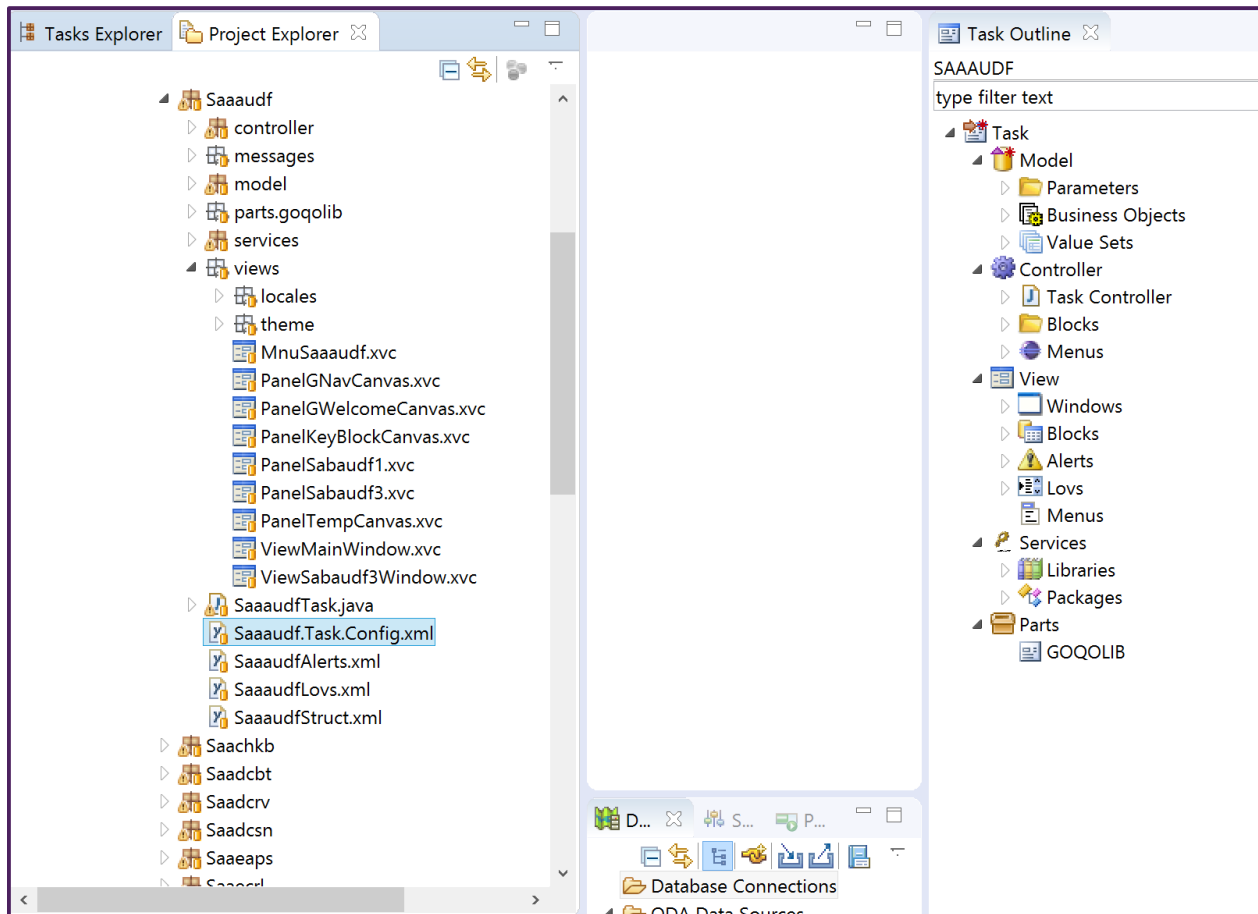 Tasks Explorer
Project Explorer
Saaaudf
controller
messages
model
parts.goqolib
services
views
locales
theme
MnuSaaaudf.xvc
PanelGNavCanvas.xvc
PanelGWelcomeCanvas.xvc
PanelKeyBlockCanvas.xvc
PanelSabaudf1.xvc
PanelSabaudf3.xvc
PanelTempCanvas.xvc
ViewMainWindow.xvc
ViewSabaudf3Window.xvc
SaaaudfTask.java
Saaaudf.Task.Config.xml
SaaaudfAlerts.xml
SaaaudfLovs.xml
SaaaudfStruct.xml
Saachkb
Saadcbt
Saadcrv
Saadcsn
Saaeaps
Saaecrl
D...
S...
P...
Database Connections
ODA Data Sources
Task Outline
SAAAUDF
type filter text
Task
Model
Parameters
Business Objects
Value Sets
Controller
Task Controller
Blocks
Menus
View
Windows
Blocks
Alerts
Lovs
Menus
Services
Libraries
Packages
Parts
GOQOLIB